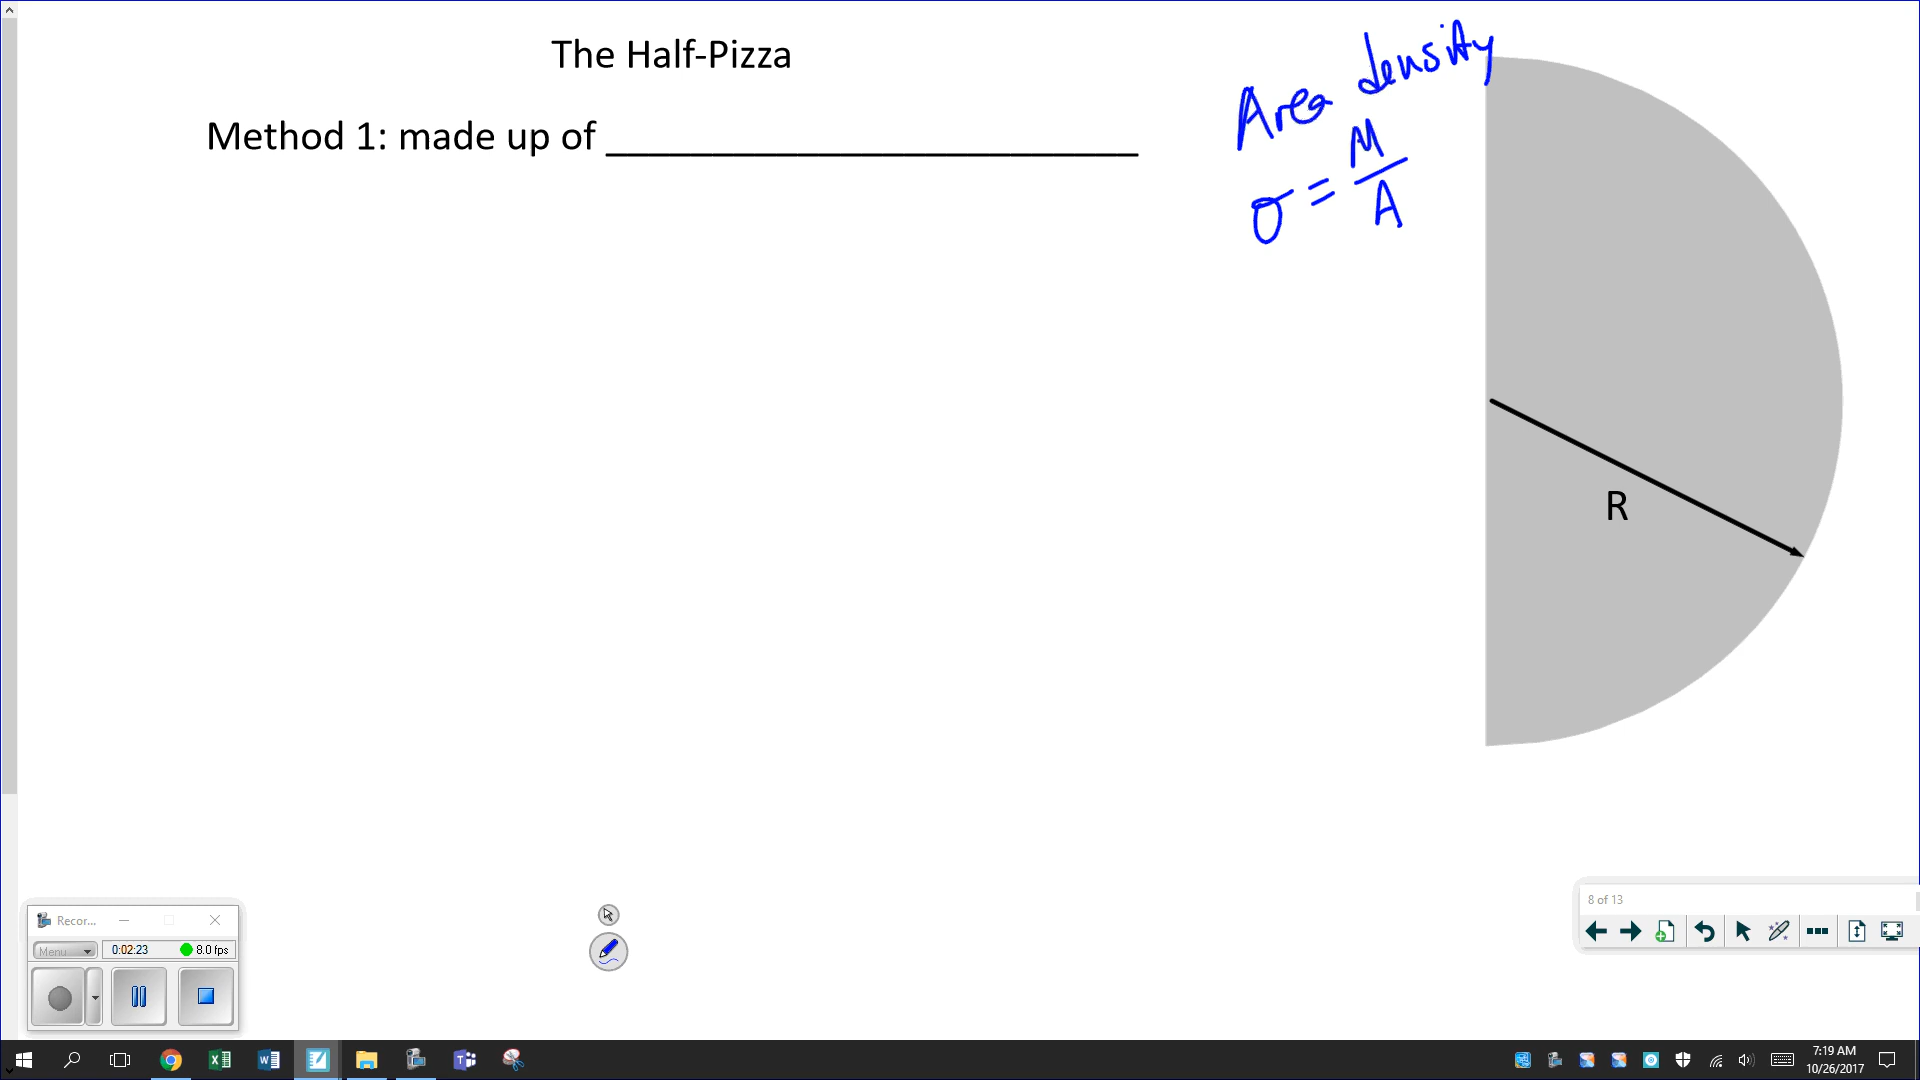 The Half-Pizza
Method 1: made up of _________________________
Area density
σ = M/A
R
8 of 13
Recor...
Menu
0:02:23
8.0 fps
7:19 AM
10/26/2017